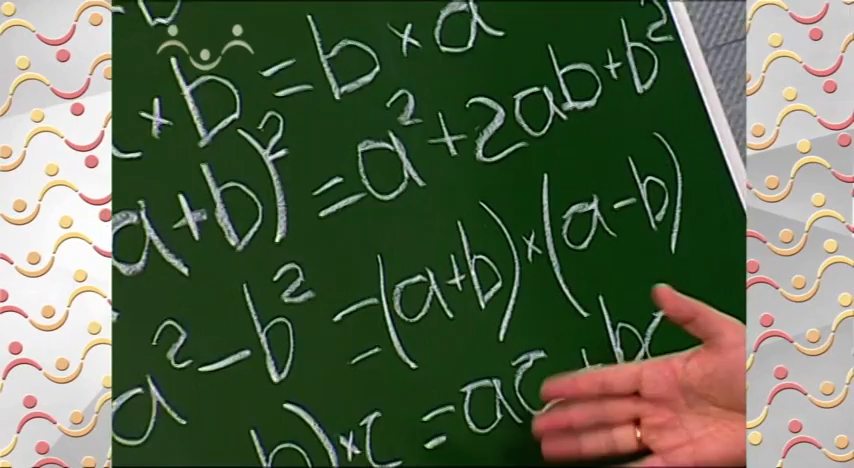 × b = b × a
(a+b)² = a² + 2ab + b²
a² - b² = (a+b) × (a-b)
b) × c = ac + bc